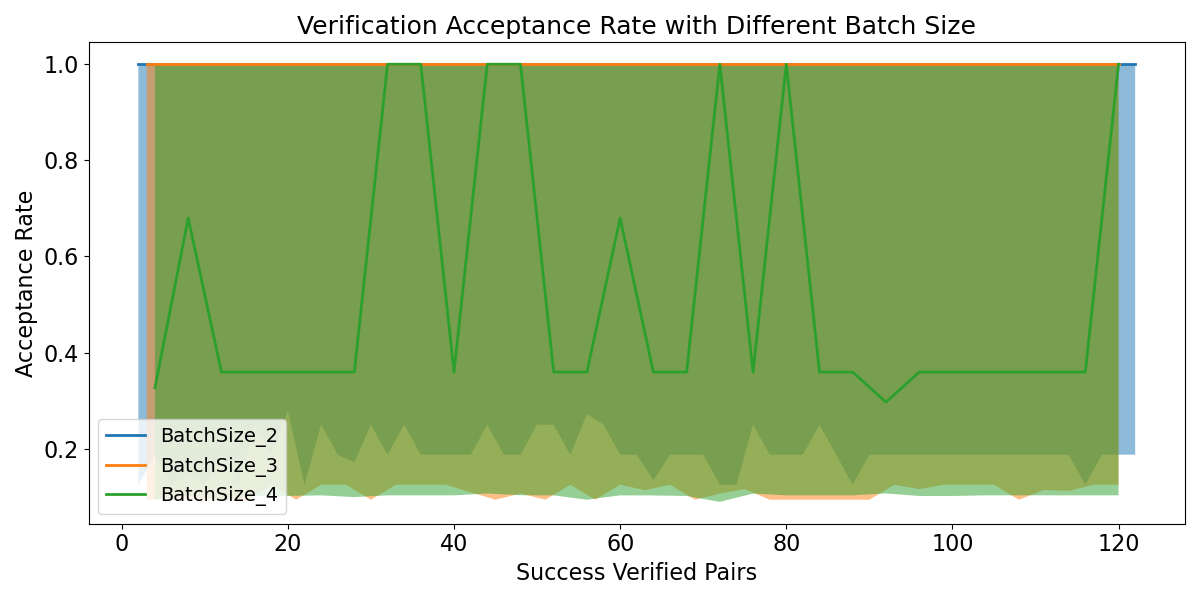 Verification Acceptance Rate with Different Batch Size
Acceptance Rate
1.0
0.8
0.6
0.4
0.2
BatchSize_2
BatchSize_3
BatchSize_4
0 20 40 60 80 100 120
Success Verified Pairs